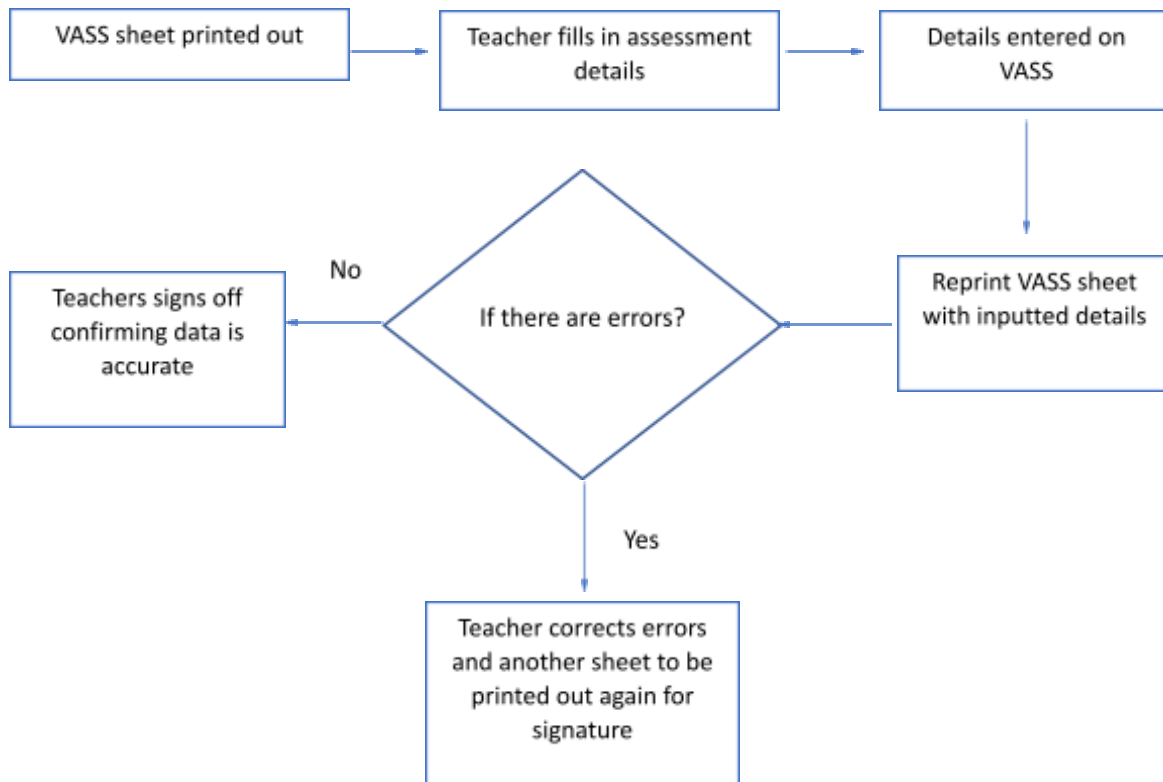 VASS sheet printed out
Teacher fills in assessment
details
Details entered on
VASS
Reprint VASS sheet
with inputted details
If there are errors?
No
Teachers signs off
confirming data is
accurate
Yes
Teacher corrects errors
and another sheet to be
printed out again for
signature